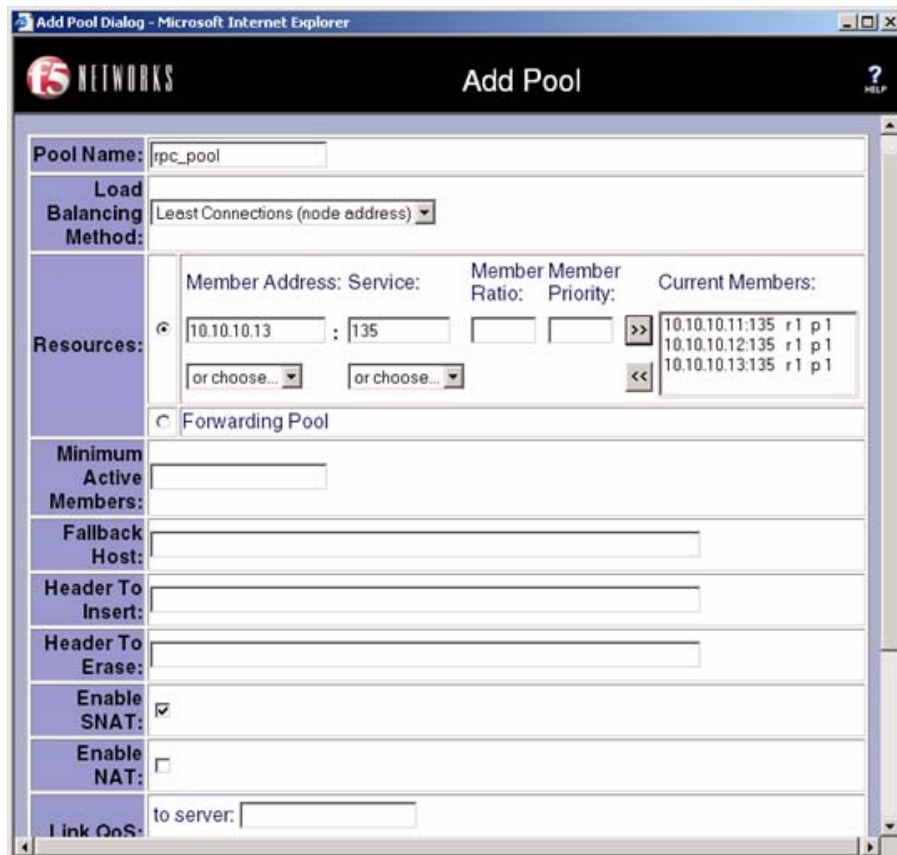 Add Pool Dialog - Microsoft Internet Explorer
f5 NETWORKS
Add Pool
?
HELP
Pool Name: rpc_pool
Load Balancing Method: Least Connections (node address)
Resources:
Member Address: Service: Member Ratio: Member Priority: Current Members:
10.10.10.13 : 135 >>
or choose... or choose... <<
10.10.10.11:135 r1 p1
10.10.10.12:135 r1 p1
10.10.10.13:135 r1 p1
Forwarding Pool
Minimum Active Members:
Fallback Host:
Header To Insert:
Header To Erase:
Enable SNAT:
Enable NAT:
Link QoS: to server: